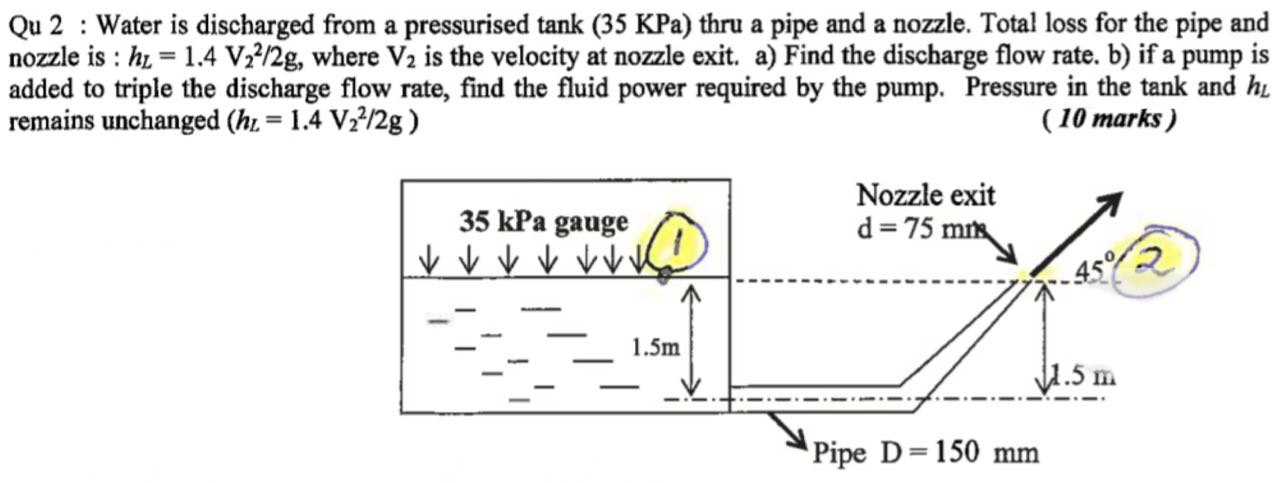 Qu 2 : Water is discharged from a pressurised tank (35 KPa) thru a pipe and a nozzle. Total loss for the pipe and
nozzle is : hL = 1.4 V₂²/2g, where V₂ is the velocity at nozzle exit. a) Find the discharge flow rate. b) if a pump is
added to triple the discharge flow rate, find the fluid power required by the pump. Pressure in the tank and hL
remains unchanged (hL = 1.4 V₂²/2g ) ( 10 marks )
Nozzle exit
35 kPa gauge
1
d = 75 mm
45°
2
1.5m
1.5 m
Pipe D = 150 mm